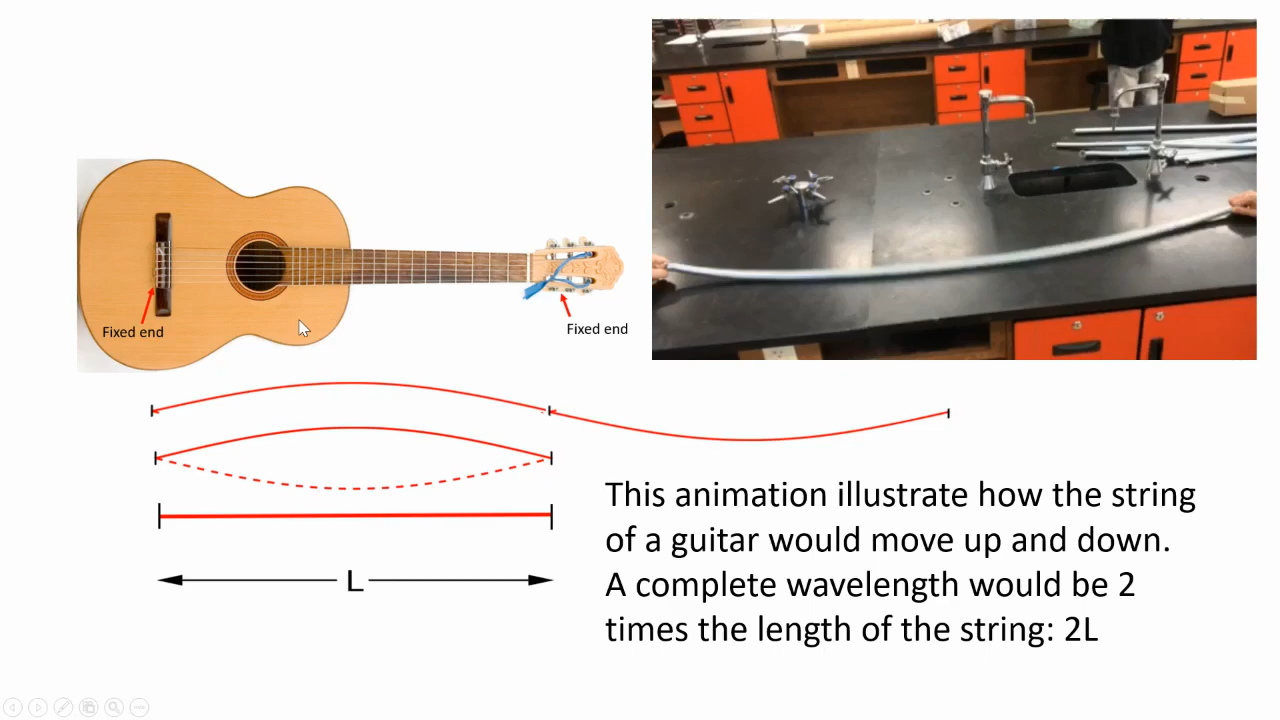 Fixed end
Fixed end
L
This animation illustrate how the string
of a guitar would move up and down.
A complete wavelength would be 2
times the length of the string: 2L